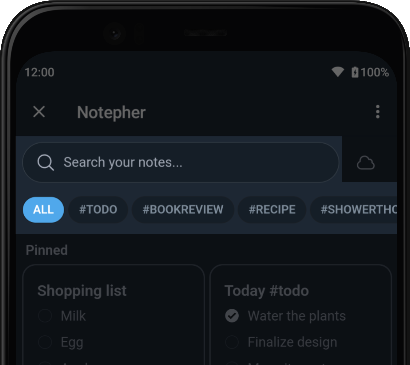 12:00 100%
Notepher
Search your notes...
ALL #TODO #BOOKREVIEW #RECIPE #SHOWERTHO
Pinned
Shopping list
Milk
Egg
Today #todo
Water the plants
Finalize design